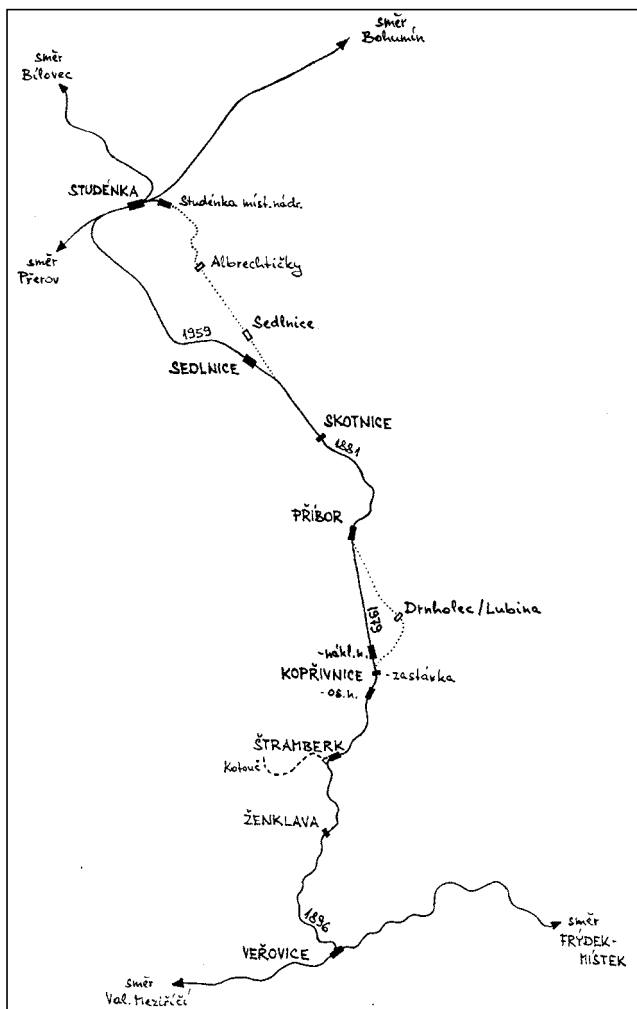 směr
Bohumín
směr
Bílovec
STUDÉNKA
Studénka míst. nádr.
směr
Přerov
Albrechtičky
Sedlnice
1959
SEDLNICE
SKOTNICE
1881
PŘÍBOR
Drnholec/Lubina
1979
-nákl.n.
KOPŘIVNICE
-zastávka
-os.n.
ŠTRAMBERK
Kotouč
ŽENKLAVA
1896
VEŘOVICE
směr
FRÝDEK-
MÍSTEK
směr
Val. Meziříčí